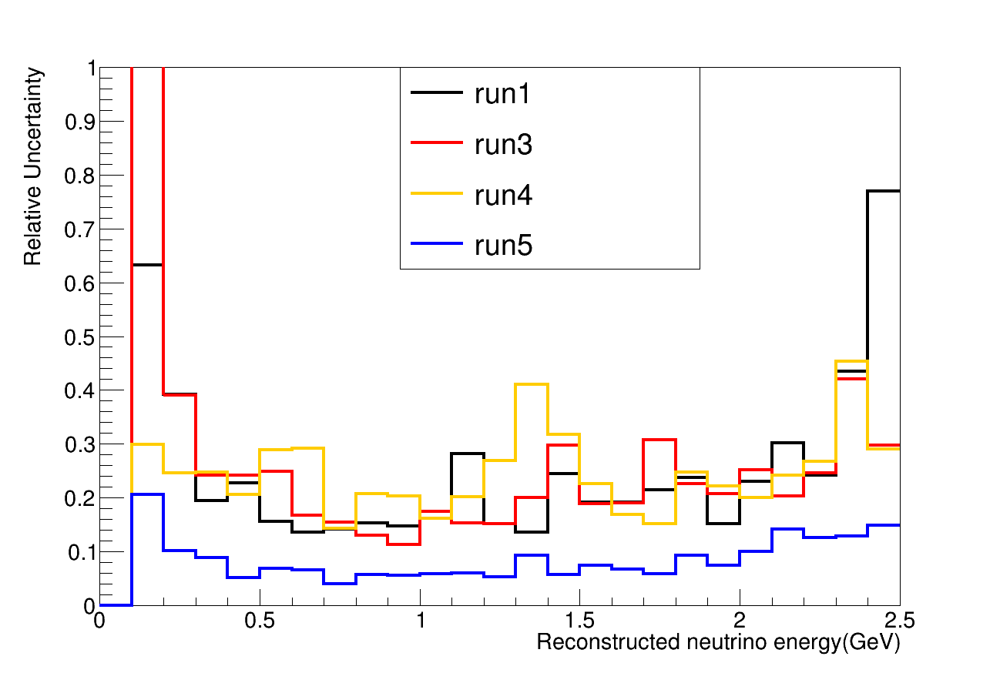 Relative Uncertainty
1
0.9
0.8
0.7
0.6
0.5
0.4
0.3
0.2
0.1
0
run1
run3
run4
run5
0 0.5 1 1.5 2 2.5
Reconstructed neutrino energy(GeV)